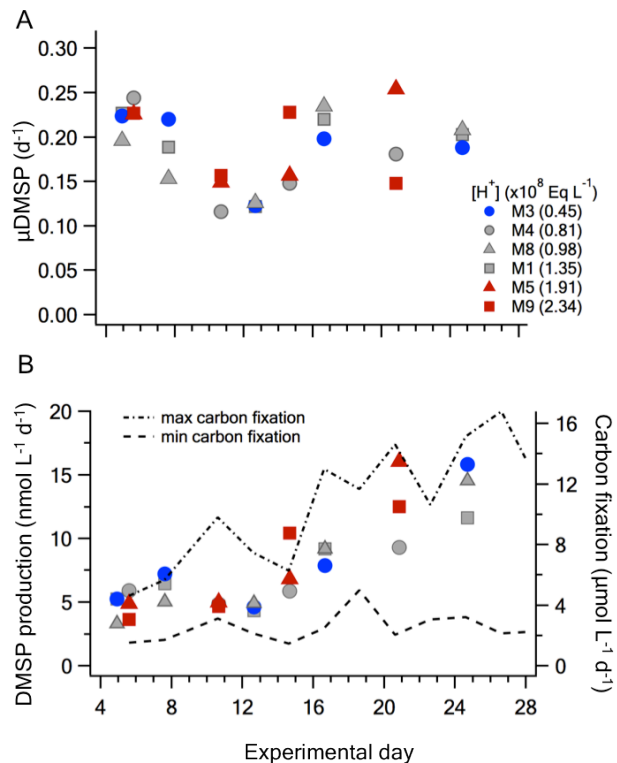 A
0.30
0.25
0.20
0.15
0.10
0.05
0.00
µDMSP (d⁻¹)
[H⁺] (x10⁸ Eq L⁻¹)
M3 (0.45)
M4 (0.81)
M8 (0.98)
M1 (1.35)
M5 (1.91)
M9 (2.34)
B
max carbon fixation
min carbon fixation
20
15
10
5
0
DMSP production (nmol L⁻¹ d⁻¹)
16
12
8
4
0
Carbon fixation (µmol L⁻¹ d⁻¹)
4 8 12 16 20 24 28
Experimental day